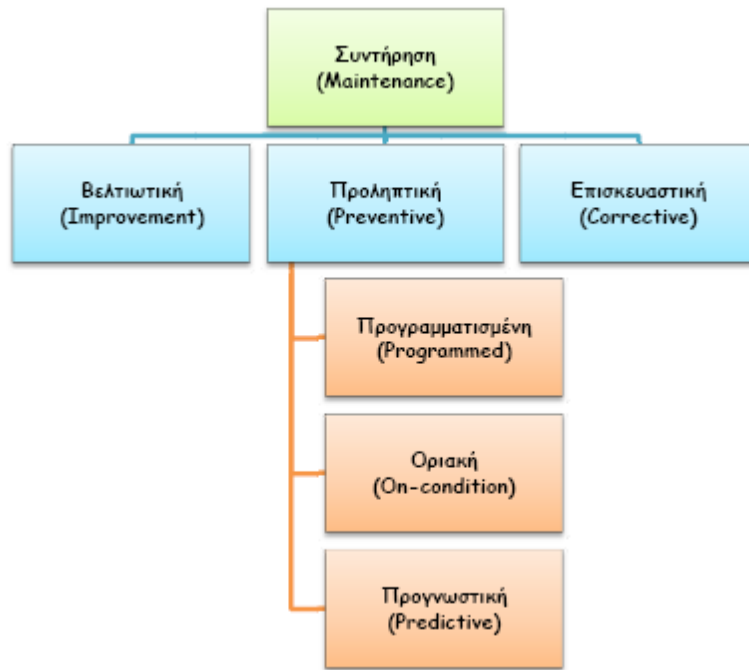 Συντήρηση
(Maintenance)
Βελτιωτική
(Improvement)
Προληπτική
(Preventive)
Επισκευαστική
(Corrective)
Προγραμματισμένη
(Programmed)
Οριακή
(On-condition)
Προγνωστική
(Predictive)